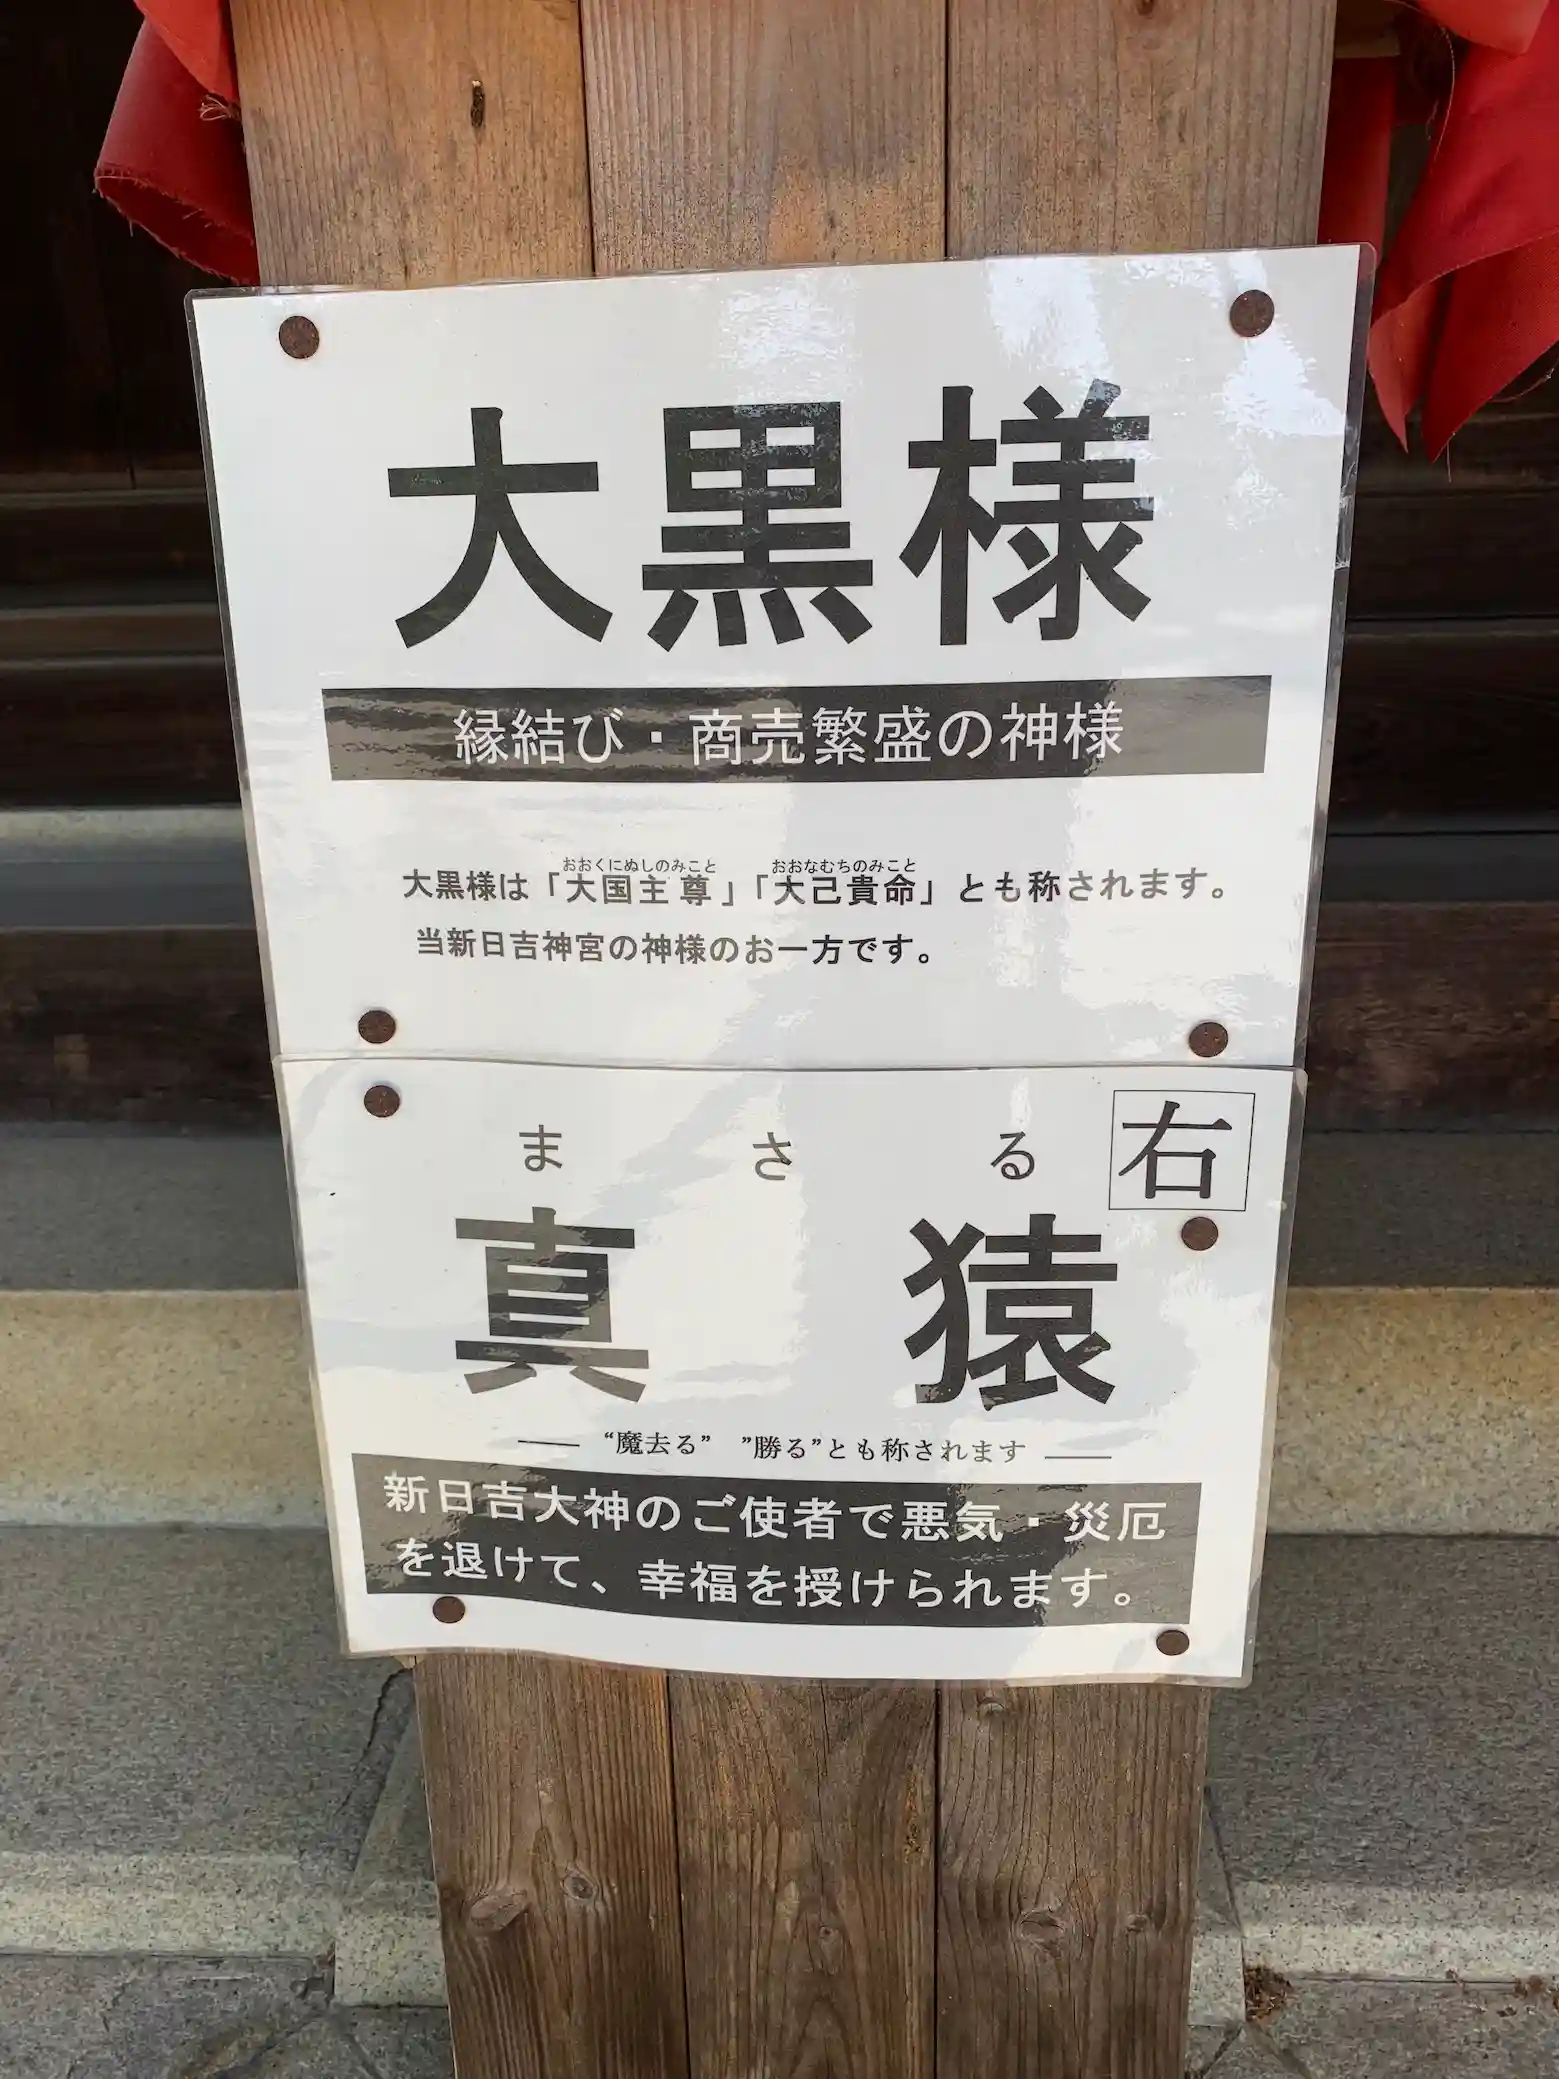 大黒様
縁結び・商売繁盛の神様
おおくにぬしのみこと おおなむちのみこと
大黒様は「大国主尊」「大己貴命」とも称されます。
当新日吉神宮の神様のお一方です。
右
まさる
真猿
“魔去る” ”勝る”とも称されます
新日吉大神のご使者で悪気・災厄
を退けて、幸福を授けられます。